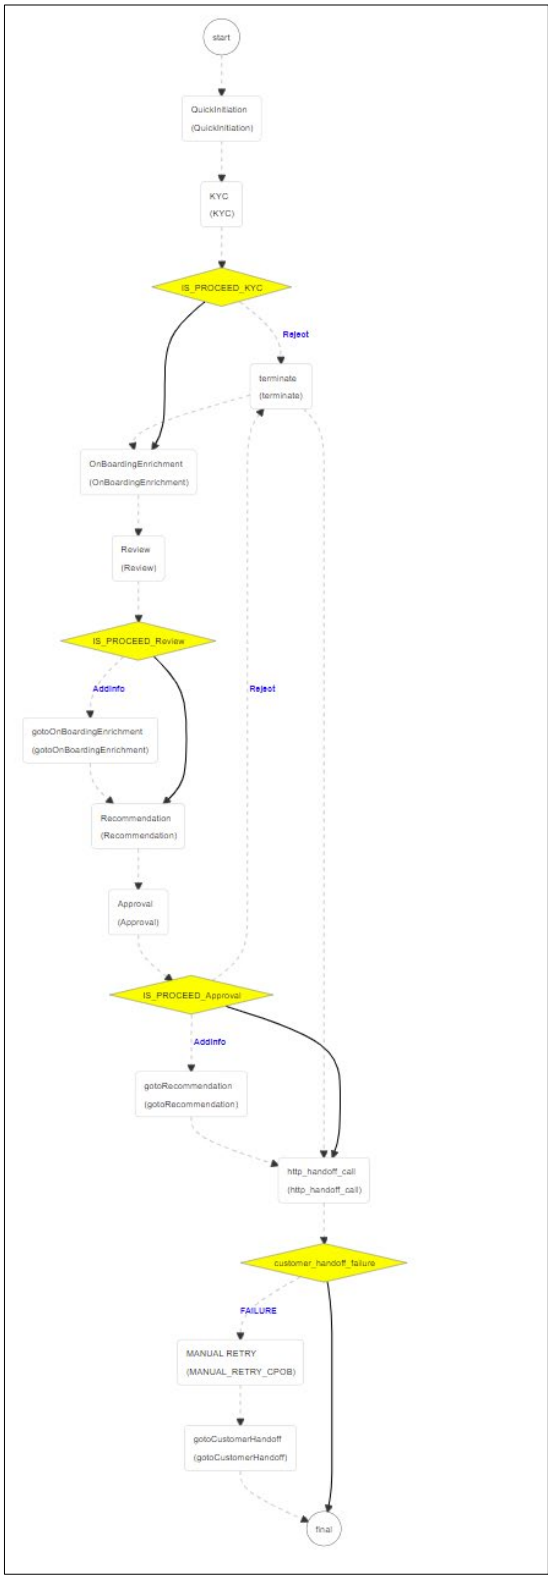 start
QuickInitiation
(QuickInitiation)
KYC
(KYC)
IS_PROCEED_KYC
Reject
terminate
(terminate)
OnBoardingEnrichment
(OnBoardingEnrichment)
Review
(Review)
IS_PROCEED_Review
AddInfo
Reject
gotoOnBoardingEnrichment
(gotoOnBoardingEnrichment)
Recommendation
(Recommendation)
Approval
(Approval)
IS_PROCEED_Approval
AddInfo
gotoRecommendation
(gotoRecommendation)
http_handoff_call
(http_handoff_call)
customer_handoff_failure
FAILURE
MANUAL RETRY
(MANUAL_RETRY_CPOB)
gotoCustomerHandoff
(gotoCustomerHandoff)
final